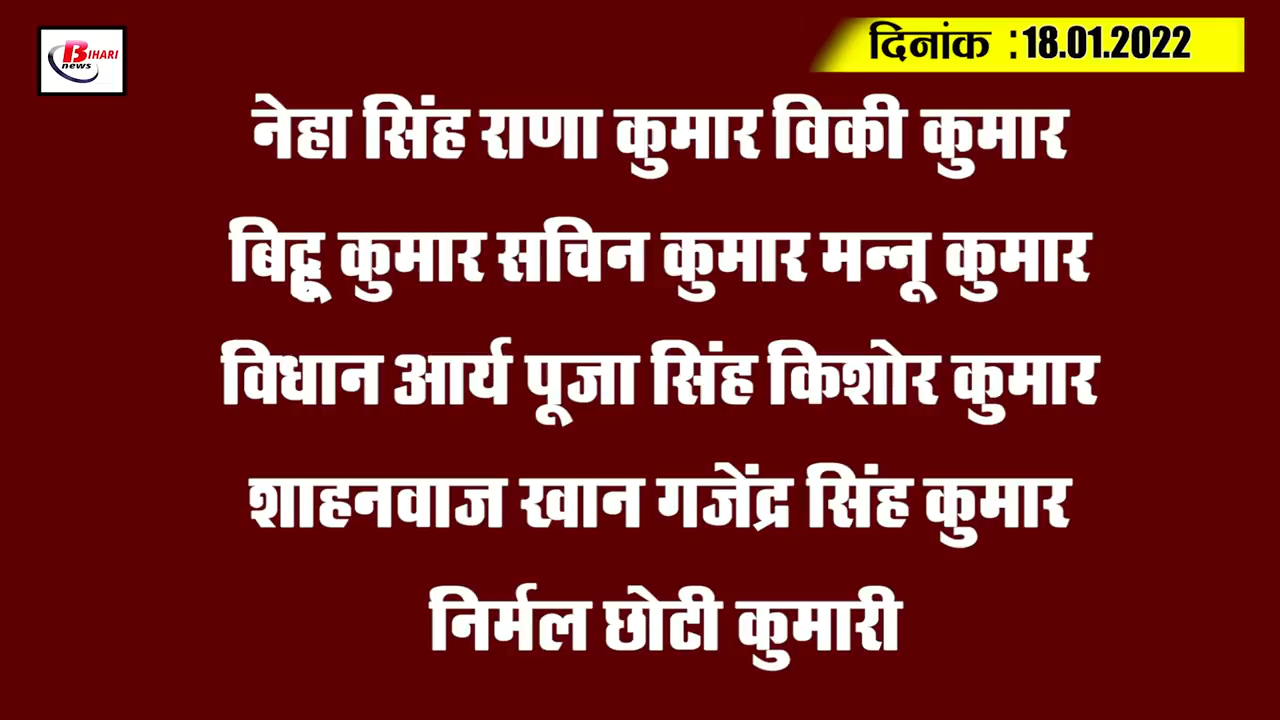 BIHARI
news
दिनांक : 18.01.2022
नेहा सिंह राणा कुमार विकी कुमार
बिट्टू कुमार सचिन कुमार मन्नू कुमार
विधान आर्य पूजा सिंह किशोर कुमार
शाहनवाज खान गजेंद्र सिंह कुमार
निर्मल छोटी कुमारी